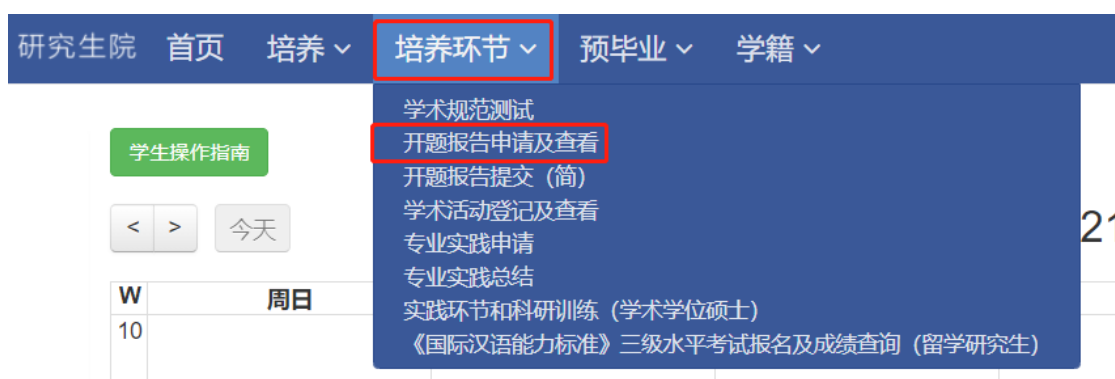 研究生院 首页 培养 培养环节 预毕业 学籍
学术规范测试
开题报告申请及查看
学生操作指南
开题报告提交（简）
学术活动登记及查看
< > 今天
21
专业实践申请
专业实践总结
W 周日
实践环节和科研训练（学术学位硕士）
10
《国际汉语能力标准》三级水平考试报名及成绩查询（留学研究生）